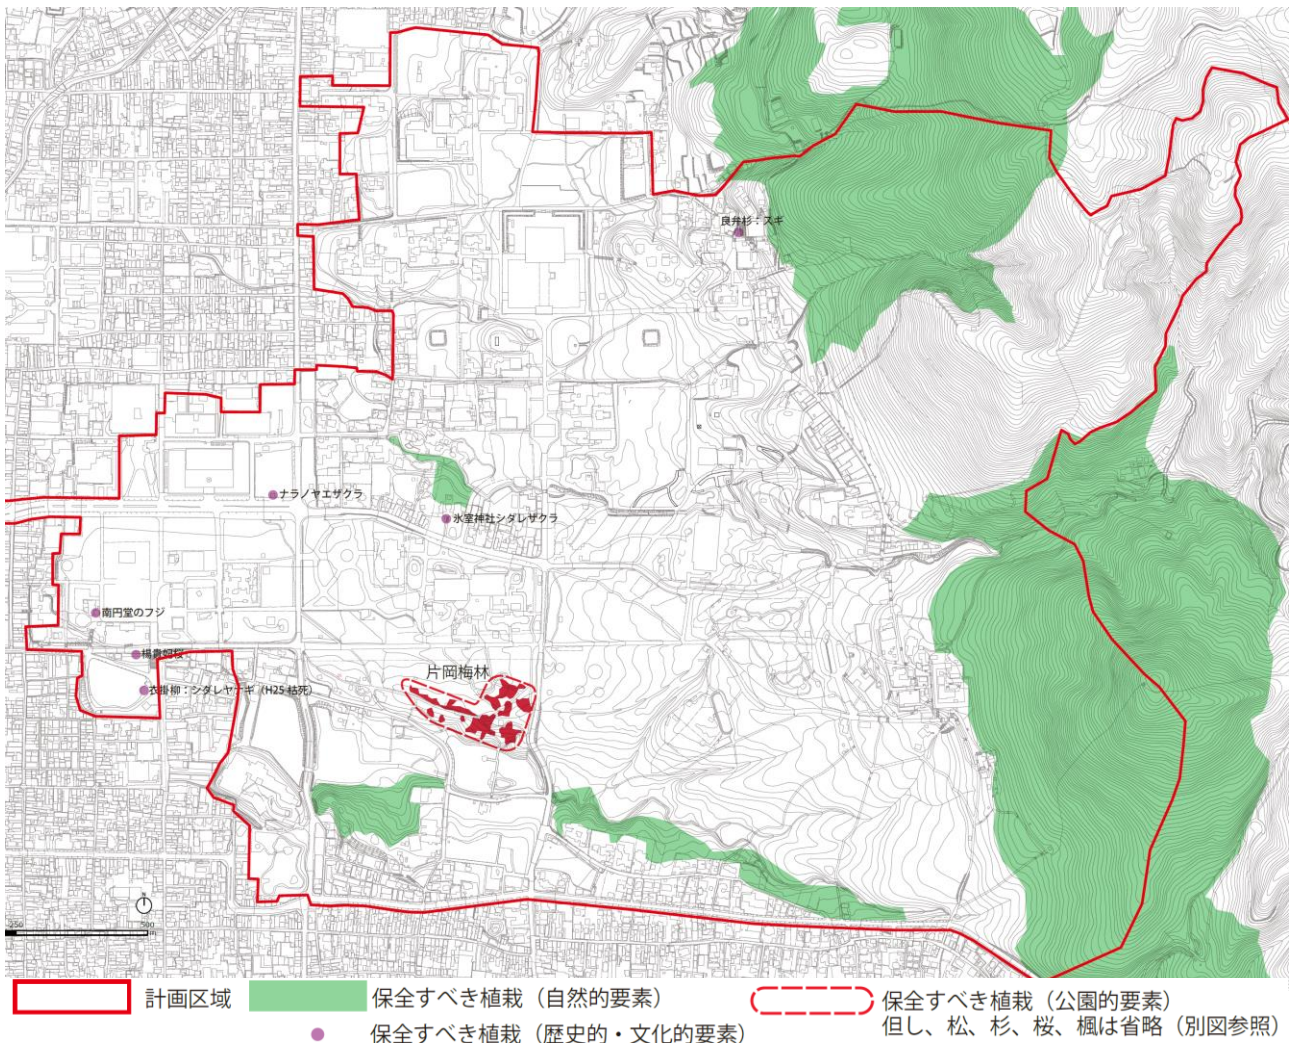 良弁杉：スギ
ナラノヤエザクラ
氷室神社シダレザクラ
南円堂のフジ
楊貴妃桜
片岡梅林
衣掛柳：シダレヤナギ（H25 枯死）
250
500
m
計画区域
保全すべき植栽（自然的要素）
保全すべき植栽（公園的要素）
但し、松、杉、桜、楓は省略（別図参照）
保全すべき植栽（歴史的・文化的要素）